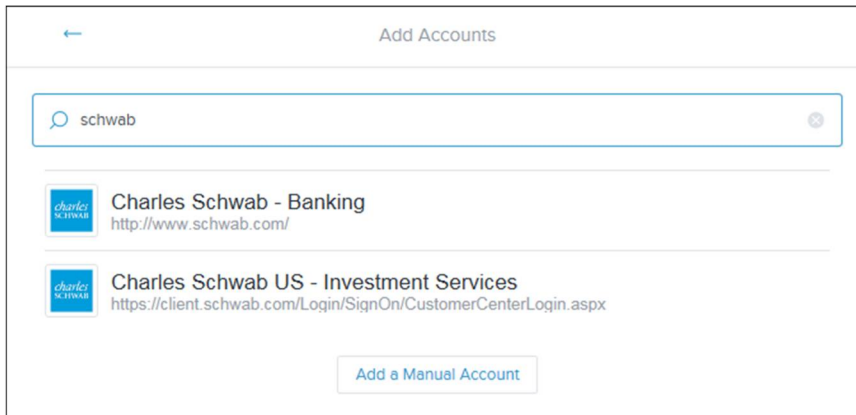 Add Accounts
schwab
charles
SCHWAB
Charles Schwab - Banking
http://www.schwab.com/
charles
SCHWAB
Charles Schwab US - Investment Services
https://client.schwab.com/Login/SignOn/CustomerCenterLogin.aspx
Add a Manual Account